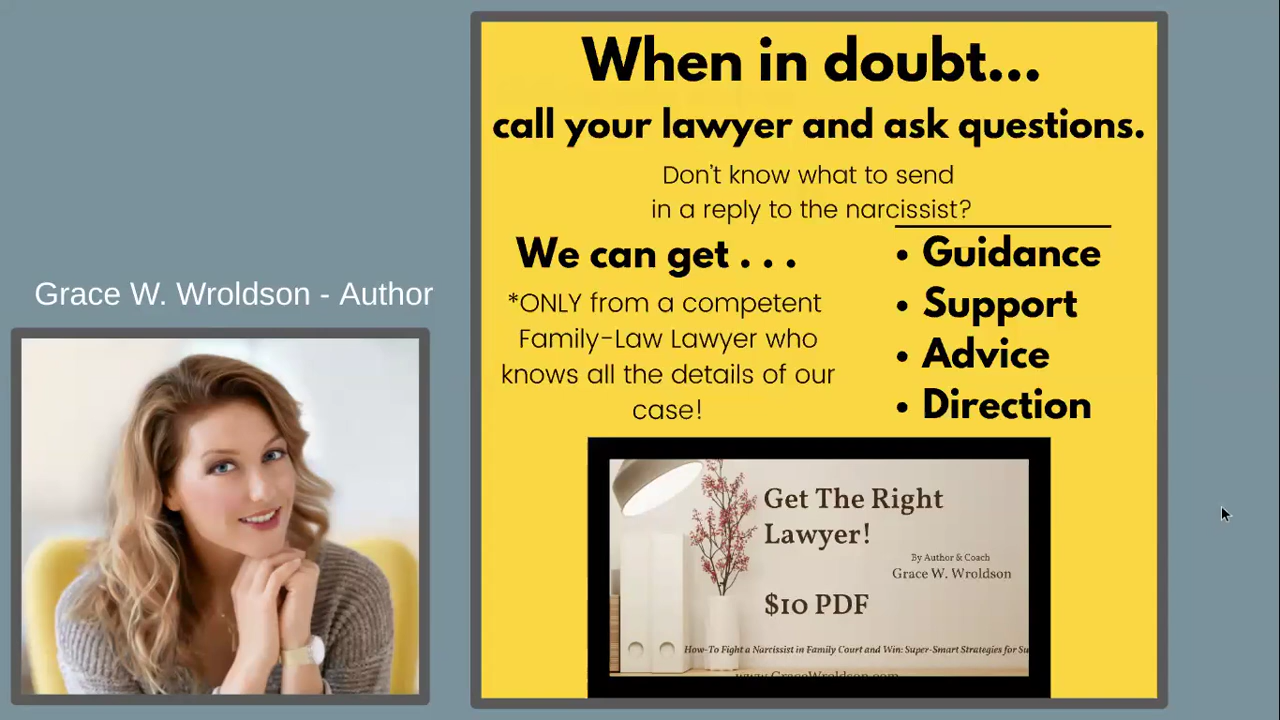 When in doubt...
call your lawyer and ask questions.
Don't know what to send
in a reply to the narcissist?
We can get . . .
*ONLY from a competent
Family-Law Lawyer who
knows all the details of our
case!
• Guidance
• Support
• Advice
• Direction
Grace W. Wroldson - Author
Get The Right
Lawyer!
By Author & Coach
Grace W. Wroldson
$10 PDF
How-To Fight a Narcissist in Family Court and Win: Super-Smart Strategies for Su
www.GraceWroldson.com